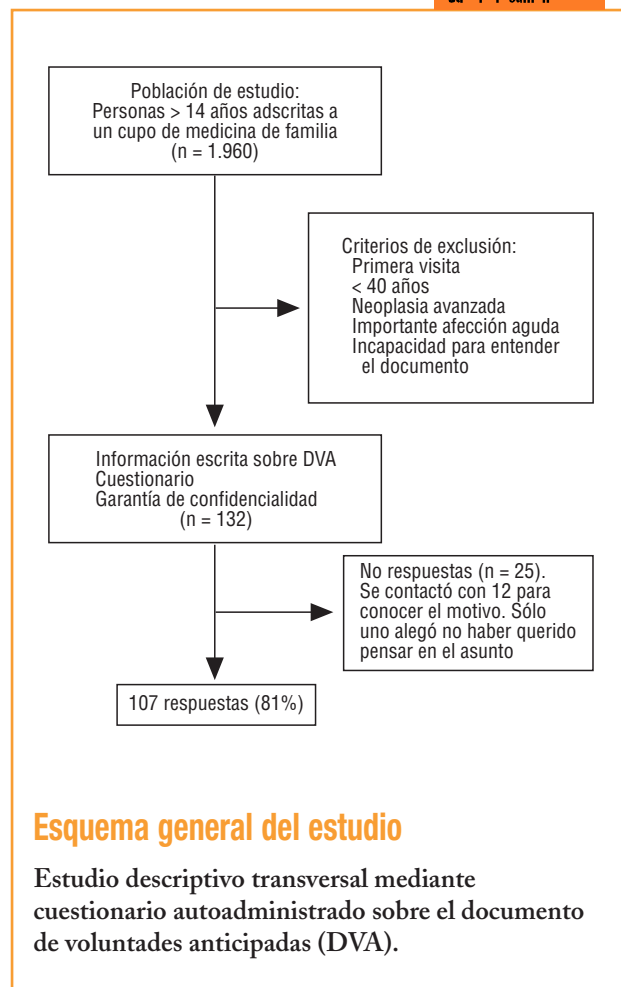 Población de estudio:
Personas > 14 años adscritas a
un cupo de medicina de familia
(n = 1.960)
Criterios de exclusión:
Primera visita
< 40 años
Neoplasia avanzada
Importante afección aguda
Incapacidad para entender
el documento
Información escrita sobre DVA
Cuestionario
Garantía de confidencialidad
(n = 132)
No respuestas (n = 25).
Se contactó con 12 para
conocer el motivo. Sólo
uno alegó no haber querido
pensar en el asunto
107 respuestas (81%)
Esquema general del estudio
Estudio descriptivo transversal mediante
cuestionario autoadministrado sobre el documento
de voluntades anticipadas (DVA).